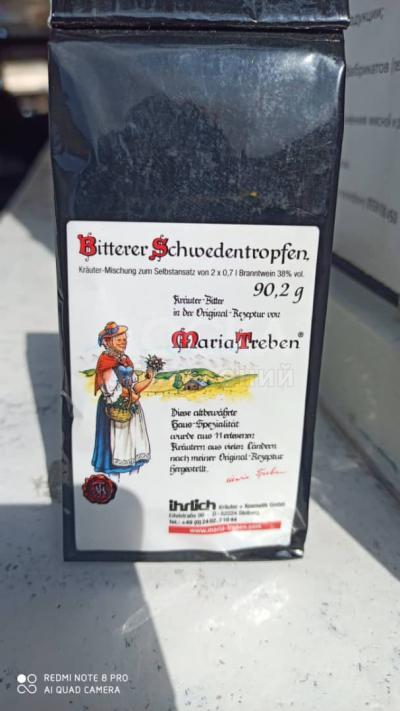 Bitterer Schwedentropfen.
Kräuter-Mischung zum Selbstansatz von 2 x 0,7 l Branntwein 38% vol.
90,2 g
Kräuter-Bitter
in der Original-Rezeptur von
Maria Treben®
Diese altbewährte
Haus-Spezialität
wurde aus 11 erlesenen
Kräutern aus vielen Ländern
nach meiner Original-Rezeptur
hergestellt.
Maria Treben
ihrlich Kräuter + Kosmetik GmbH
D - 52224 Stolberg
www.maria-treben.com
REDMI NOTE 8 PRO
AI QUAD CAMERA